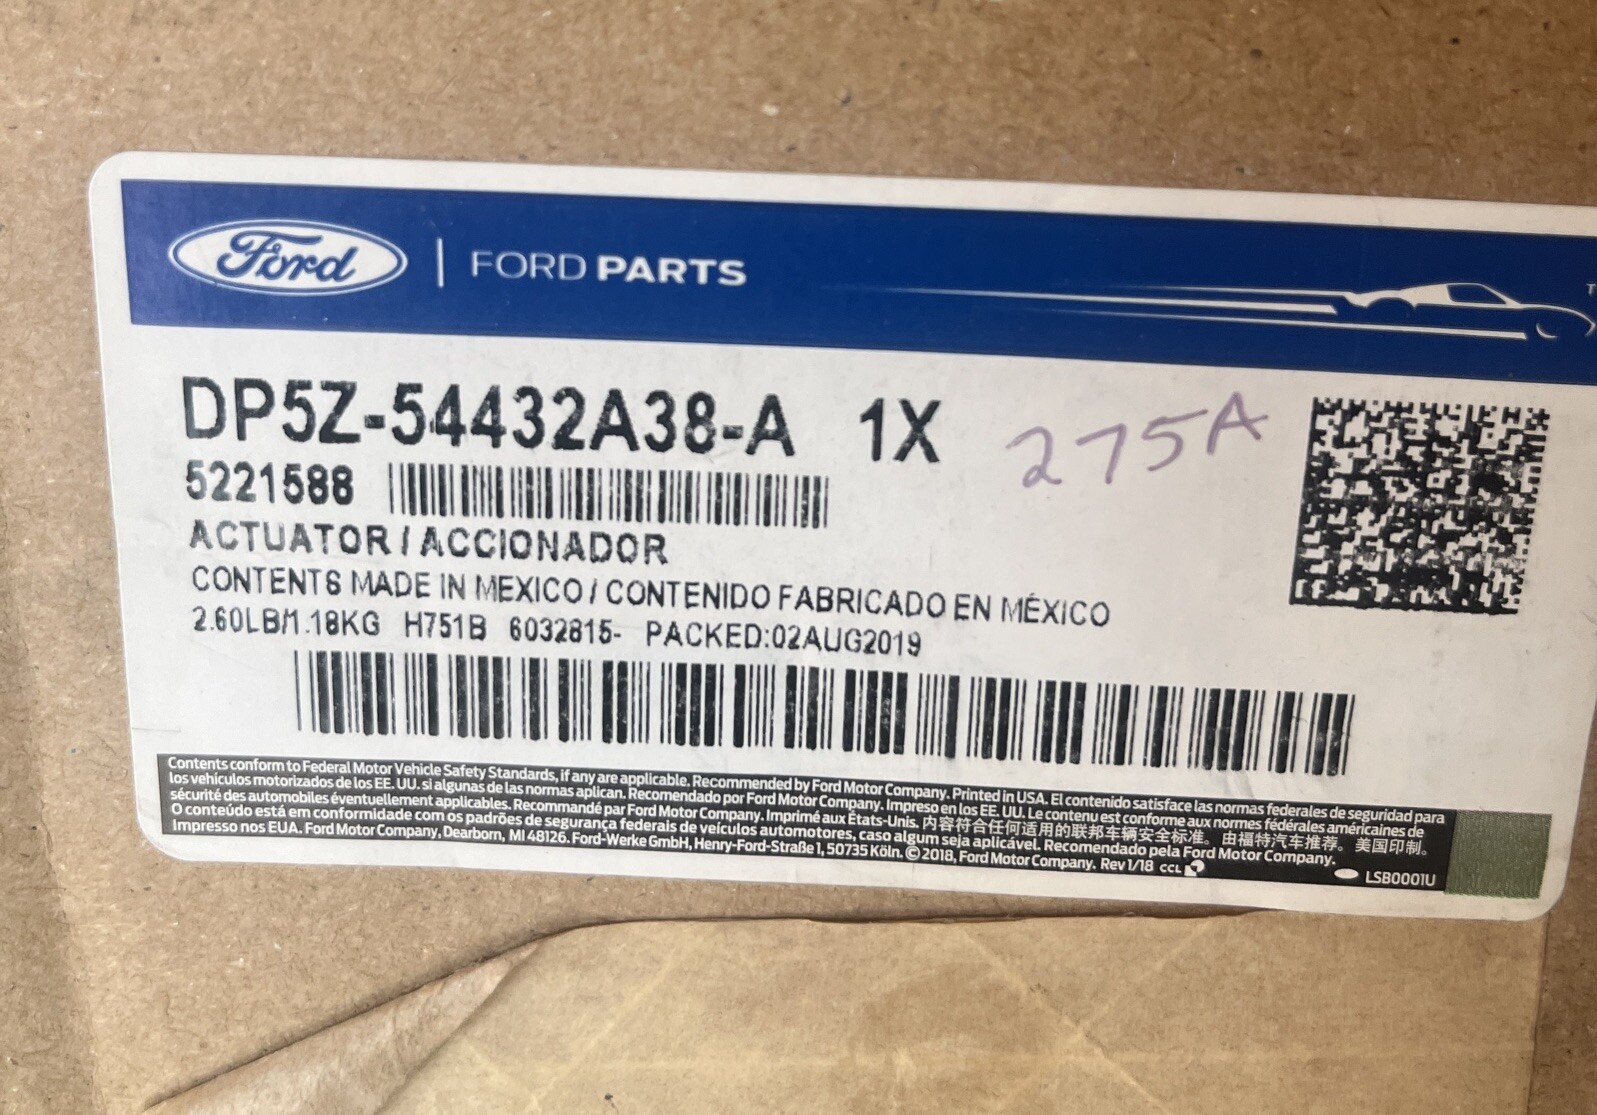 Ford | FORD PARTS
DP5Z-54432A38-A 1X 275A
5221588
ACTUATOR / ACCIONADOR
CONTENTS MADE IN MEXICO / CONTENIDO FABRICADO EN MÉXICO
2.60LB/1.18KG H751B 6032815- PACKED:02AUG2019
Contents conform to Federal Motor Vehicle Safety Standards, if any are applicable. Recommended by Ford Motor Company. Printed in USA. El contenido satisface las normas federales de seguridad para
los vehículos motorizados de los EE. UU. si algunas de las normas aplican. Recomendado por Ford Motor Company. Impreso en los EE. UU. Le contenu est conforme aux normes fédérales américaines de
sécurité des automobiles éventuellement applicables. Recommandé par Ford Motor Company. Imprimé aux États-Unis. 内容符合任何适用的联邦车辆安全标准。 由福特汽车推荐。 美国印制。
O conteúdo está em conformidade com os padrões de segurança federais de veículos automotores, caso algum seja aplicável. Recomendado pela Ford Motor Company.
Impresso nos EUA. Ford Motor Company, Dearborn, MI 48126. Ford-Werke GmbH, Henry-Ford-Straße 1, 50735 Köln. © 2018, Ford Motor Company. Rev 1/18 CCL LSB0001U